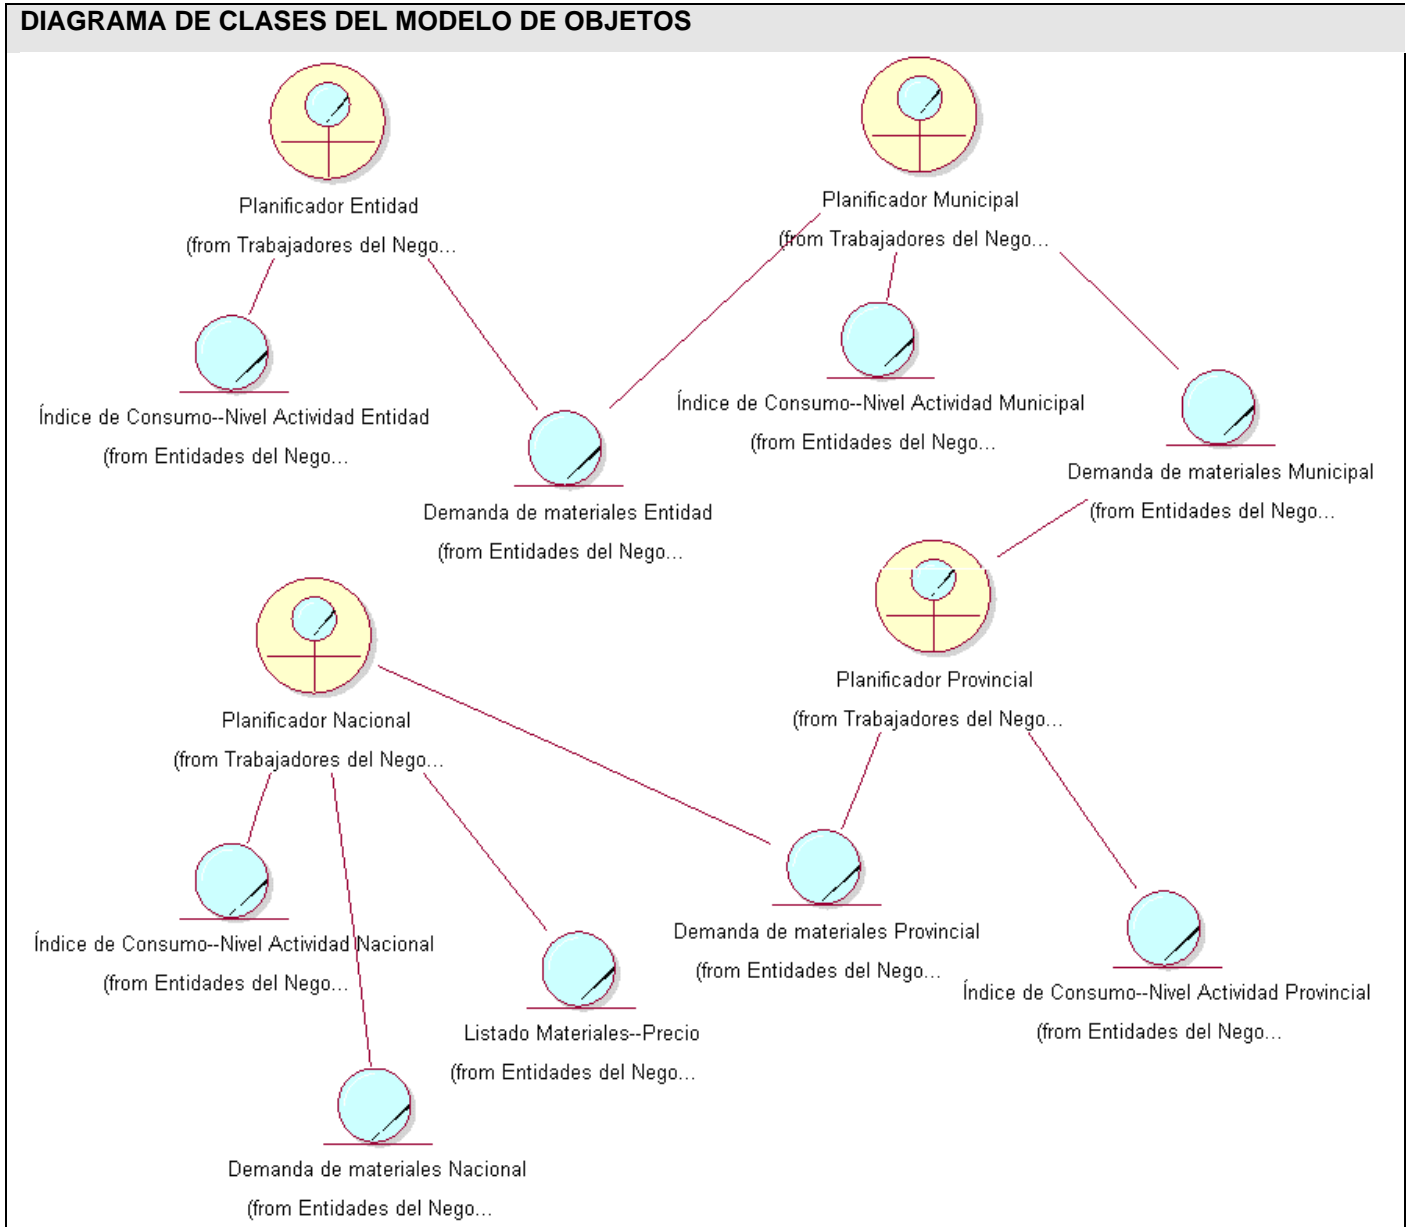 DIAGRAMA DE CLASES DEL MODELO DE OBJETOS
Planificador Entidad
(from Trabajadores del Nego...
Planificador Municipal
(from Trabajadores del Nego...
Índice de Consumo--Nivel Actividad Entidad
(from Entidades del Nego...
Índice de Consumo--Nivel Actividad Municipal
(from Entidades del Nego...
Demanda de materiales Municipal
(from Entidades del Nego...
Demanda de materiales Entidad
(from Entidades del Nego...
Planificador Nacional
(from Trabajadores del Nego...
Planificador Provincial
(from Trabajadores del Nego...
Índice de Consumo--Nivel Actividad Nacional
(from Entidades del Nego...
Listado Materiales--Precio
(from Entidades del Nego...
Demanda de materiales Provincial
(from Entidades del Nego...
Índice de Consumo--Nivel Actividad Provincial
(from Entidades del Nego...
Demanda de materiales Nacional
(from Entidades del Nego...